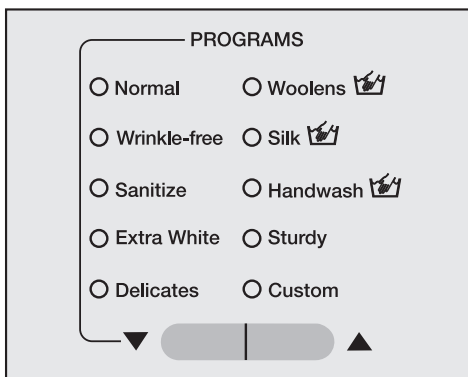 PROGRAMS
Normal
Wrinkle-free
Sanitize
Extra White
Delicates
Woolens
Silk
Handwash
Sturdy
Custom